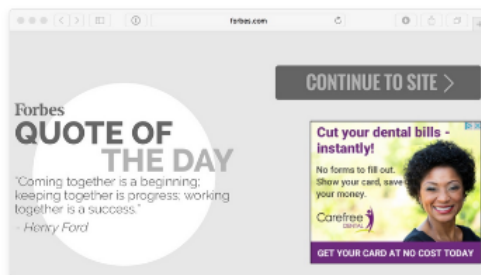 forbes.com
CONTINUE TO SITE >
Forbes
QUOTE OF
THE DAY
"Coming together is a beginning;
keeping together is progress; working
together is a success."
- Henry Ford
Cut your dental bills -
instantly!
No forms to fill out.
Show your card, save
your money.
Carefree
DENTAL
GET YOUR CARD AT NO COST TODAY